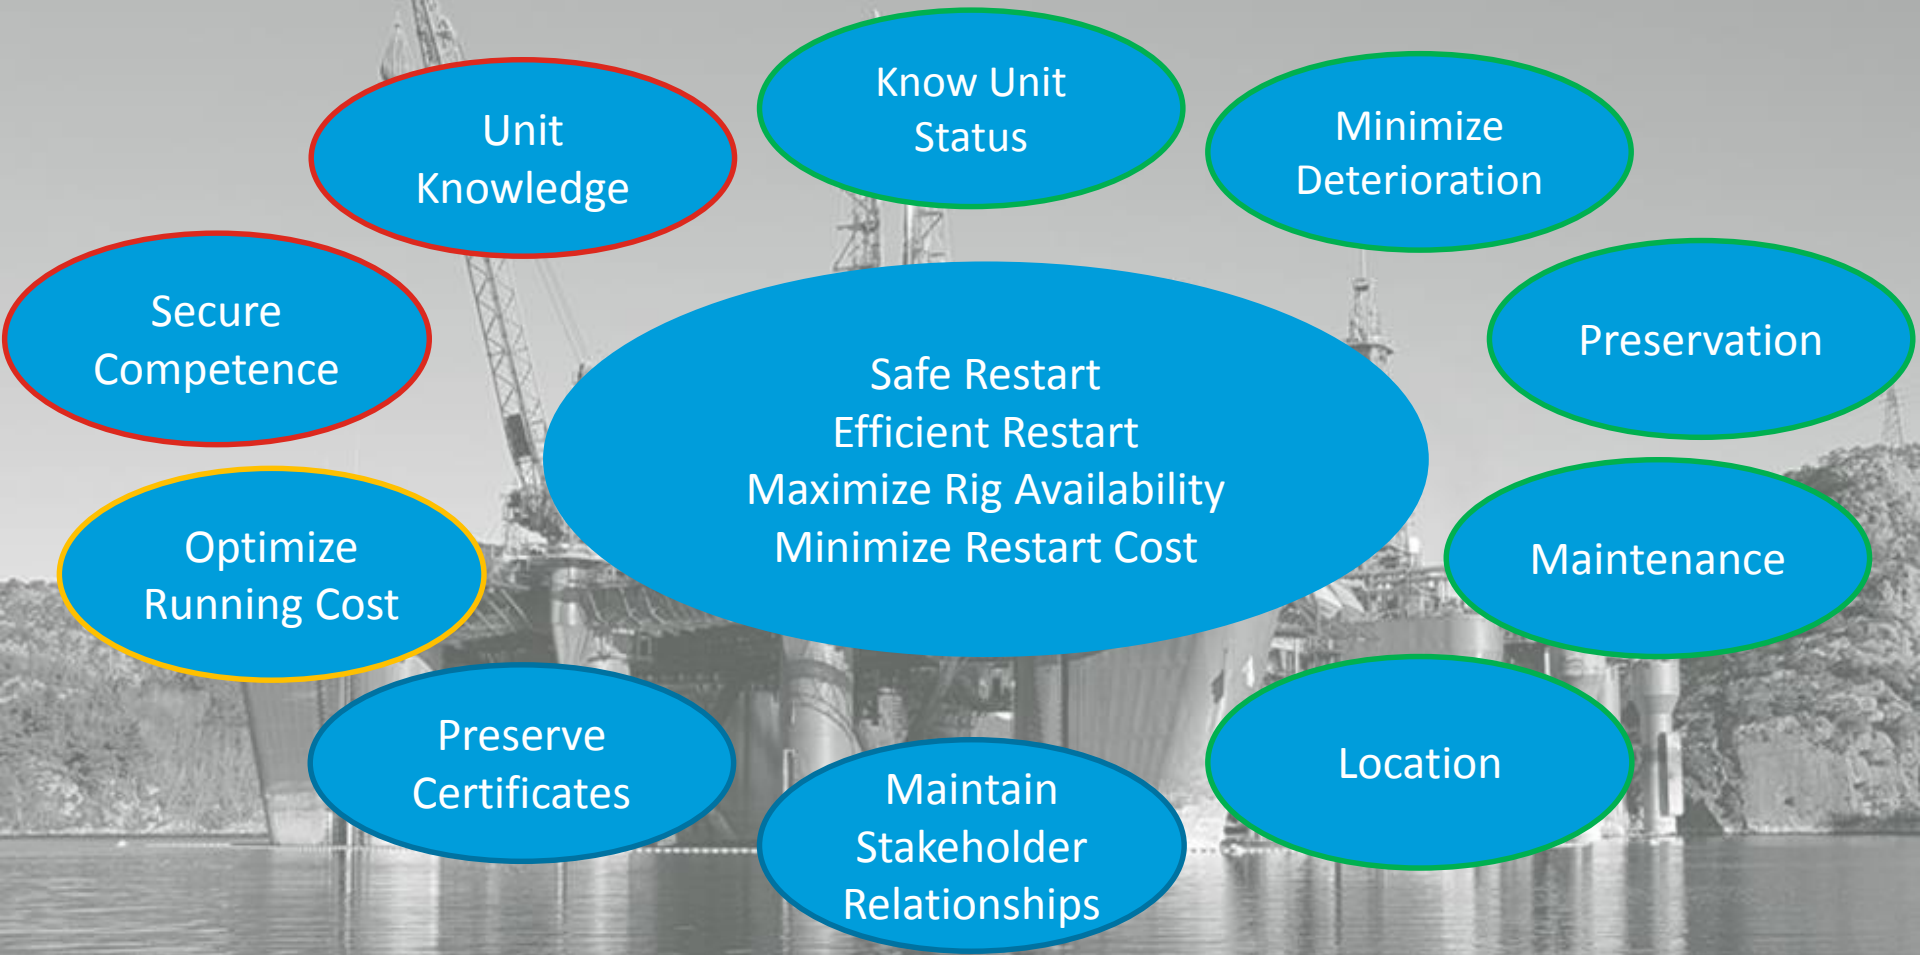 Know Unit
Status
Unit
Knowledge
Minimize
Deterioration
Secure
Competence
Preservation
Safe Restart
Efficient Restart
Maximize Rig Availability
Minimize Restart Cost
Optimize
Running Cost
Maintenance
Preserve
Certificates
Location
Maintain
Stakeholder
Relationships